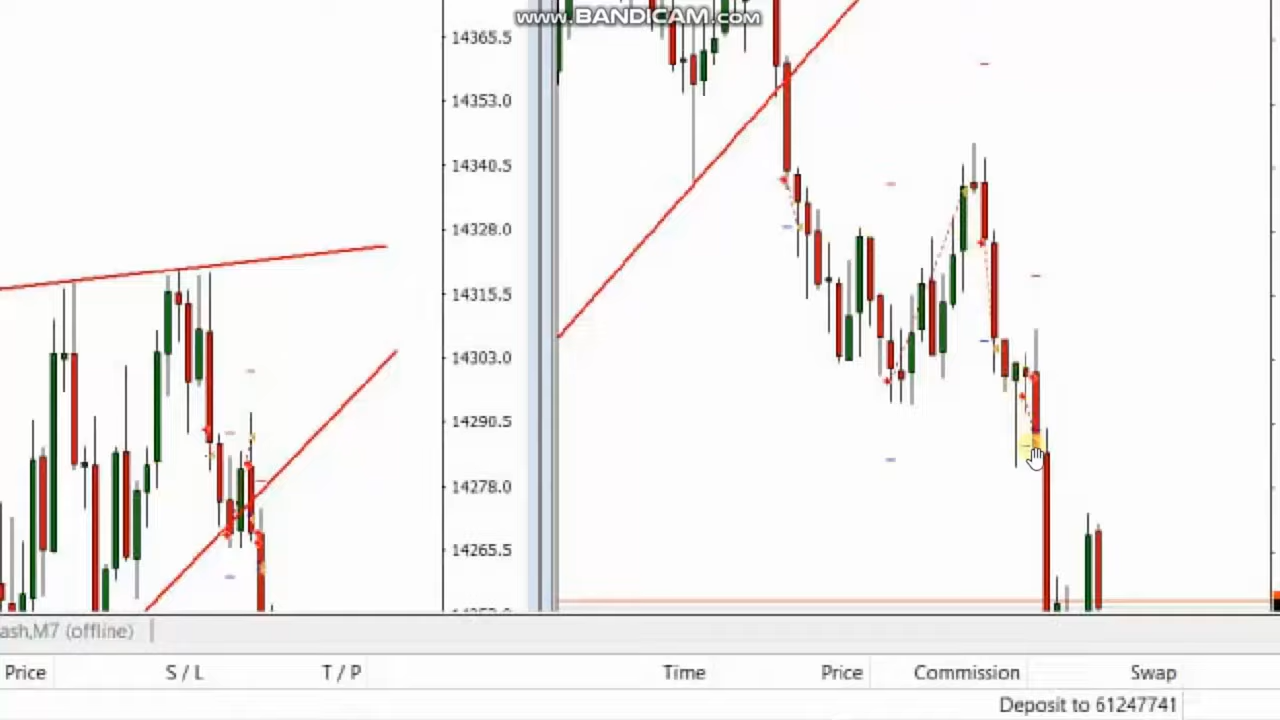 www.BANDICAM.com
14365.5
14353.0
14340.5
14328.0
14315.5
14303.0
14290.5
14278.0
14265.5
ash,M7 (offline)
Price S / L T / P Time Price Commission Swap
Deposit to 61247741